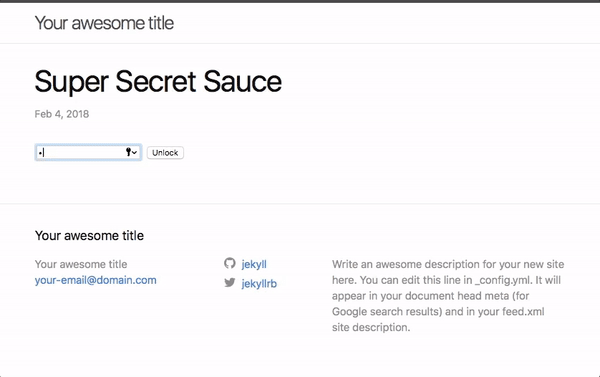 Your awesome title
Super Secret Sauce
Feb 4, 2018
•
Unlock
Your awesome title
Your awesome title
your-email@domain.com
jekyll
jekyllrb
Write an awesome description for your new site
here. You can edit this line in _config.yml. It will
appear in your document head meta (for
Google search results) and in your feed.xml
site description.